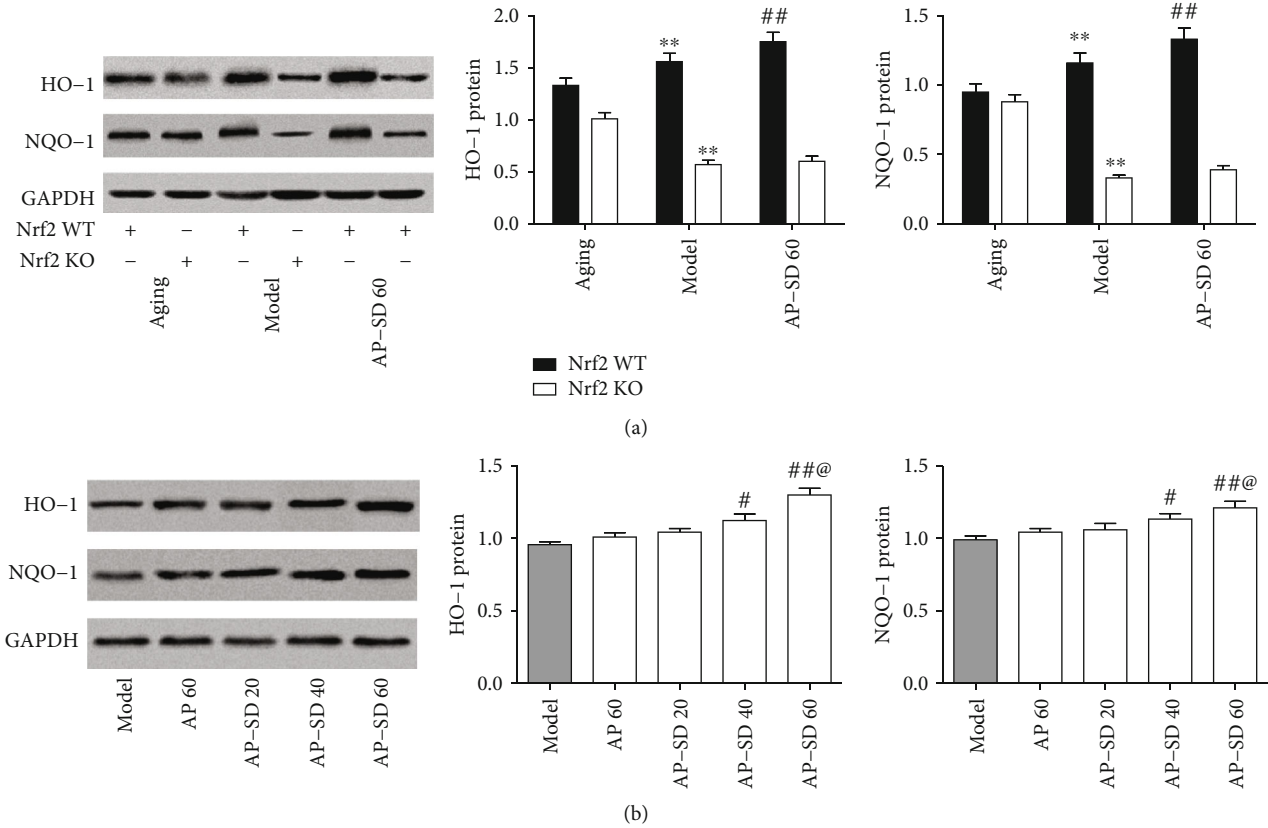 HO−1
NQO−1
GAPDH
Nrf2 WT + − + − + +
Nrf2 KO − + − + − −
Aging
Model
AP−SD 60
HO−1 protein
2.0
1.5
1.0
0.5
0.0
**
**
##
Aging
Model
AP−SD 60
NQO−1 protein
1.5
1.0
0.5
0.0
**
**
##
Aging
Model
AP−SD 60
Nrf2 WT
Nrf2 KO
(a)
HO−1
NQO−1
GAPDH
Model
AP 60
AP−SD 20
AP−SD 40
AP−SD 60
HO−1 protein
1.5
1.0
0.5
0.0
#
##@
Model
AP 60
AP−SD 20
AP−SD 40
AP−SD 60
NQO−1 protein
1.5
1.0
0.5
0.0
#
##@
Model
AP 60
AP−SD 20
AP−SD 40
AP−SD 60
(b)